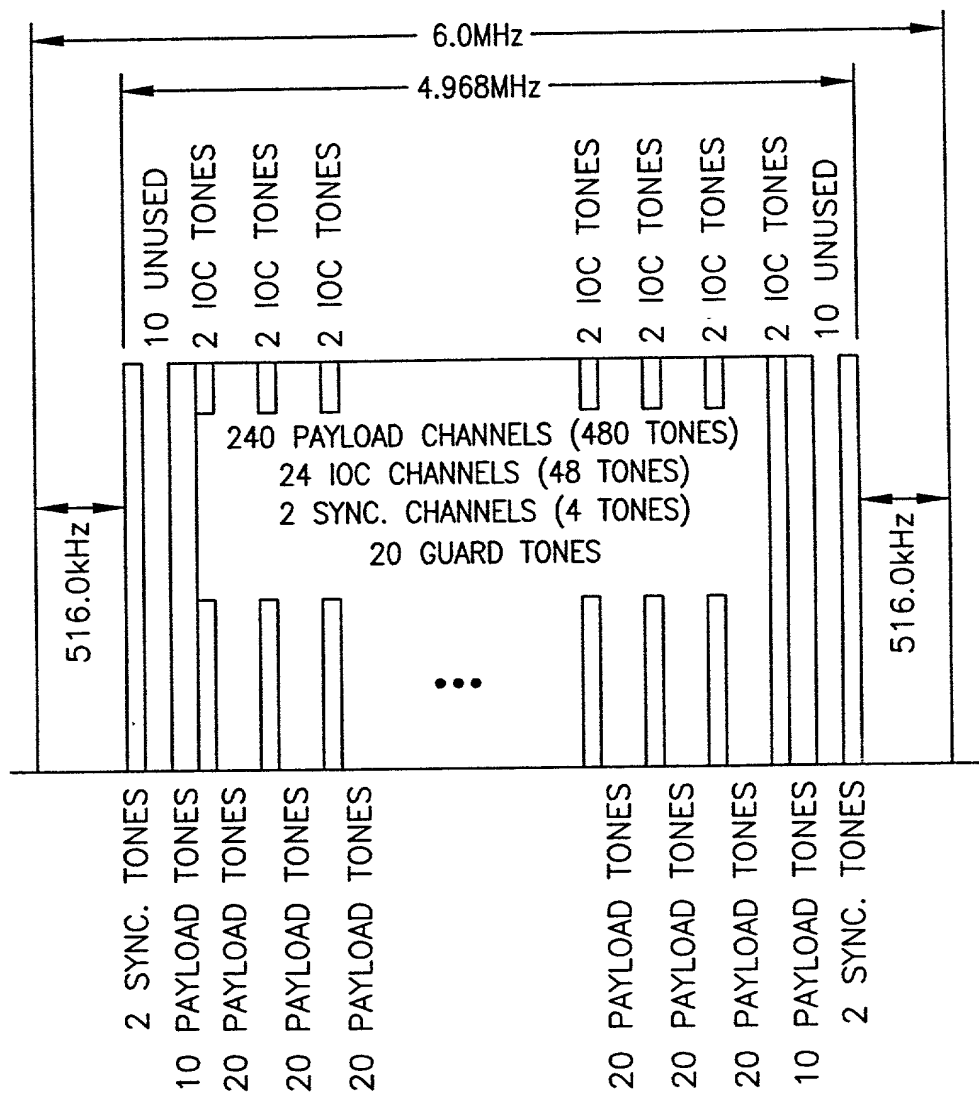 6.0MHz
4.968MHz
10 UNUSED
2 IOC TONES
2 IOC TONES
2 IOC TONES
2 IOC TONES
2 IOC TONES
2 IOC TONES
2 IOC TONES
10 UNUSED
240 PAYLOAD CHANNELS (480 TONES)
24 IOC CHANNELS (48 TONES)
2 SYNC. CHANNELS (4 TONES)
20 GUARD TONES
516.0kHz
516.0kHz
•••
2 SYNC. TONES
10 PAYLOAD TONES
20 PAYLOAD TONES
20 PAYLOAD TONES
20 PAYLOAD TONES
20 PAYLOAD TONES
20 PAYLOAD TONES
20 PAYLOAD TONES
10 PAYLOAD TONES
2 SYNC. TONES